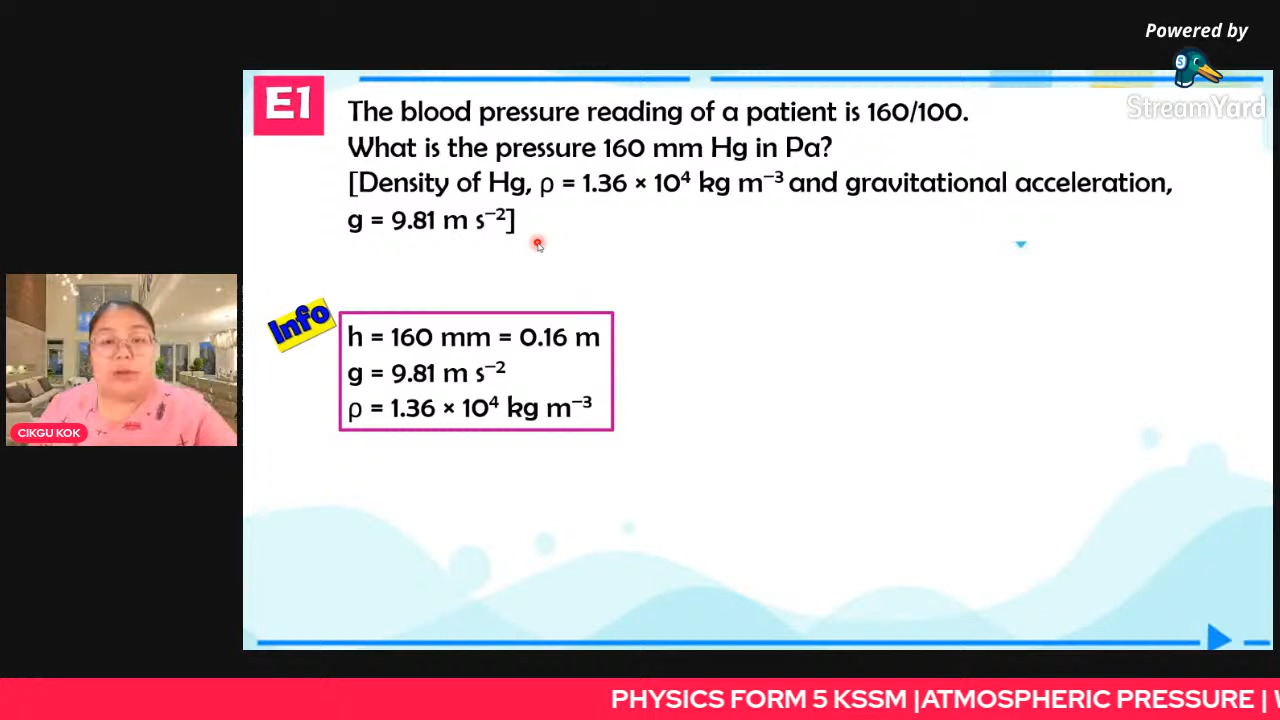 Powered by
StreamYard
E1
The blood pressure reading of a patient is 160/100.
What is the pressure 160 mm Hg in Pa?
[Density of Hg, ρ = 1.36 × 10⁴ kg m⁻³ and gravitational acceleration,
g = 9.81 m s⁻²]
Info
h = 160 mm = 0.16 m
g = 9.81 m s⁻²
ρ = 1.36 × 10⁴ kg m⁻³
CIKGU KOK
PHYSICS FORM 5 KSSM |ATMOSPHERIC PRESSURE |